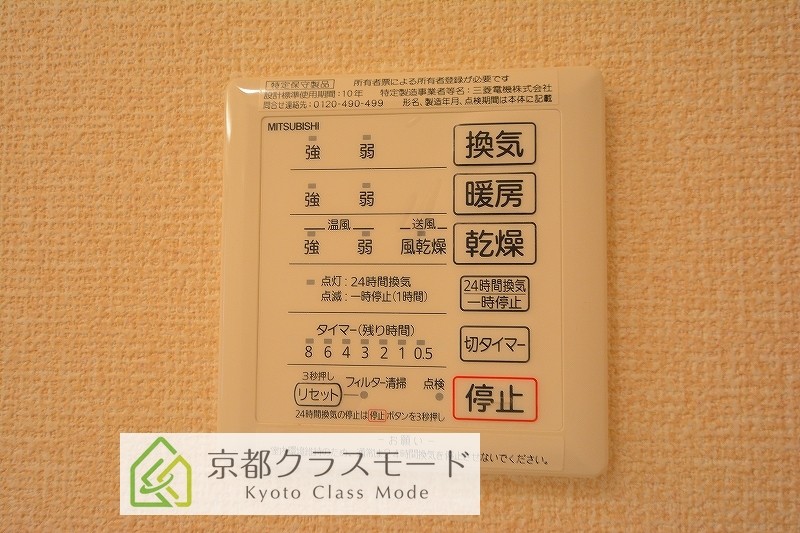 特定保守製品 所有者票による所有者登録が必要です
設計標準使用期間:10年 特定製造事業者等名:三菱電機株式会社
問合せ連絡先:0120-490-499 形名、製造年月、点検期間は本体に記載
MITSUBISHI
強 弱 換気
強 弱 暖房
温風 送風
強 弱 風乾燥 乾燥
点灯:24時間換気
点滅:一時停止(1時間)
24時間換気
一時停止
タイマー(残り時間)
8 6 4 3 2 1 0.5
切タイマー
3秒押し
リセット フィルター清掃 点検
停止
24時間換気の停止は停止ボタンを3秒押し
お願い
ないでください。
京都クラスモード
Kyoto Class Mode